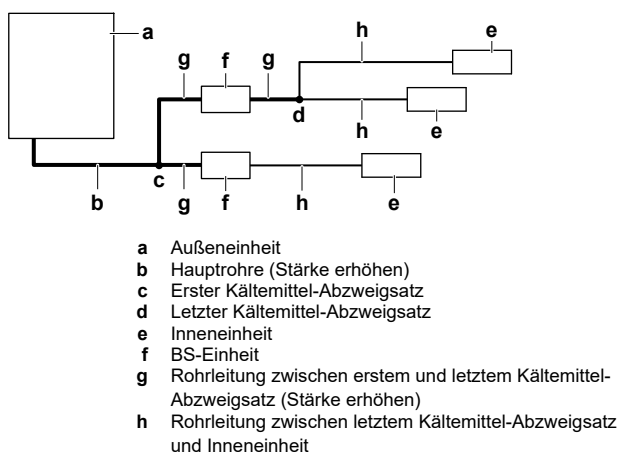 a
h
e
g
f
g
d
h
e
c
b
g
f
h
e
a Außeneinheit
b Hauptrohre (Stärke erhöhen)
c Erster Kältemittel-Abzweigsatz
d Letzter Kältemittel-Abzweigsatz
e Inneneinheit
f BS-Einheit
g Rohrleitung zwischen erstem und letztem Kältemittel-
Abzweigsatz (Stärke erhöhen)
h Rohrleitung zwischen letztem Kältemittel-Abzweigsatz
und Inneneinheit